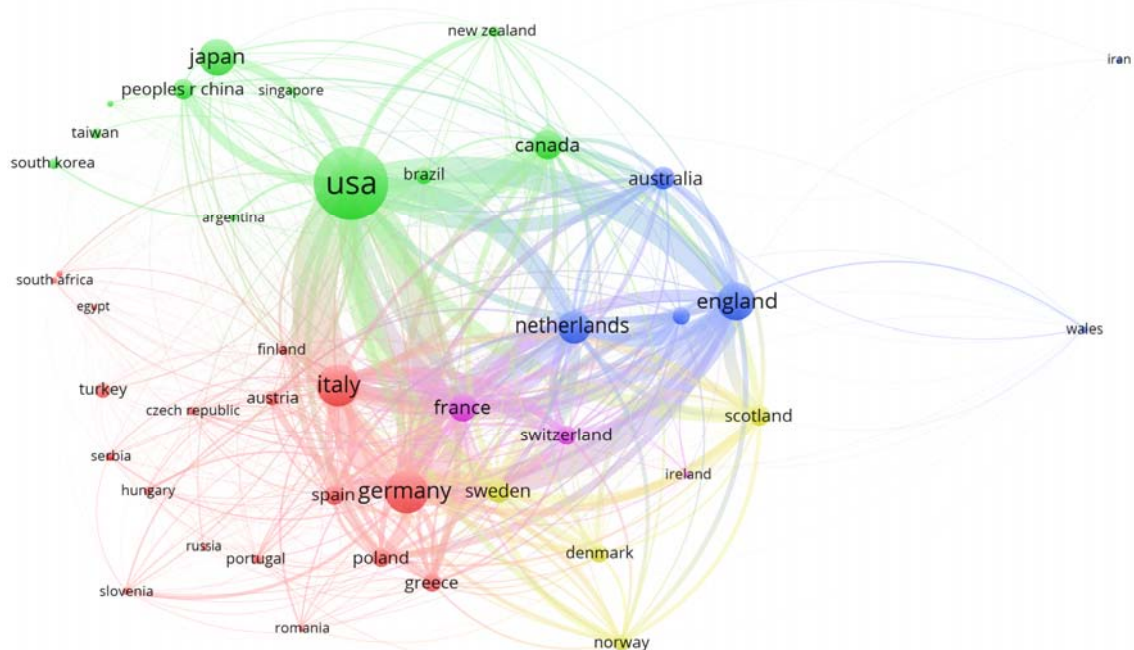 new zealand
japan
iran
peoples r china
singapore
taiwan
canada
south korea
brazil
australia
usa
argentina
south africa
england
egypt
netherlands
wales
finland
italy
turkey
austria
czech republic
france
scotland
switzerland
serbia
ireland
hungary
spain
germany
sweden
russia
portugal
poland
denmark
greece
slovenia
romania
norway